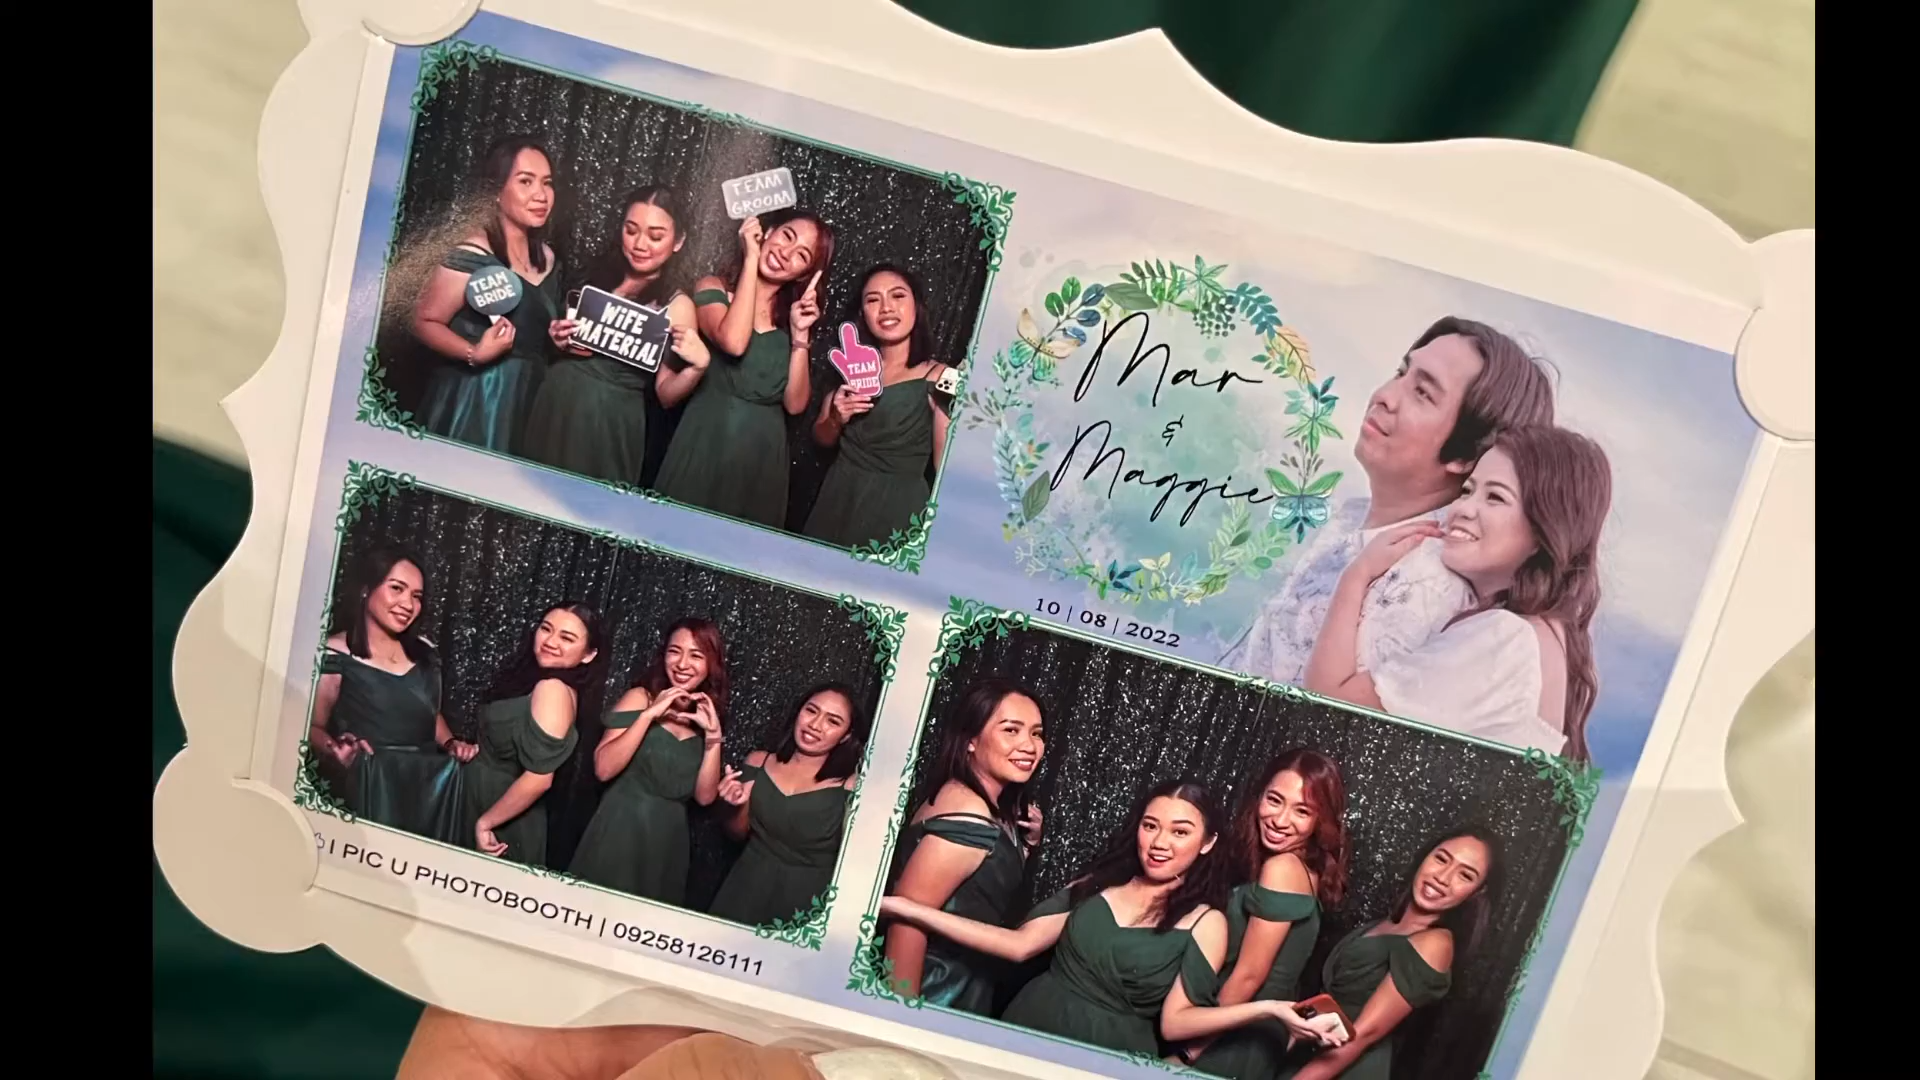 TEAM
GROOM
TEAM
BRIDE
WIFE
MATERIAL
TEAM
BRIDE
Mar
&
Maggie
10 | 08 | 2022
I PIC U PHOTOBOOTH | 09258126111